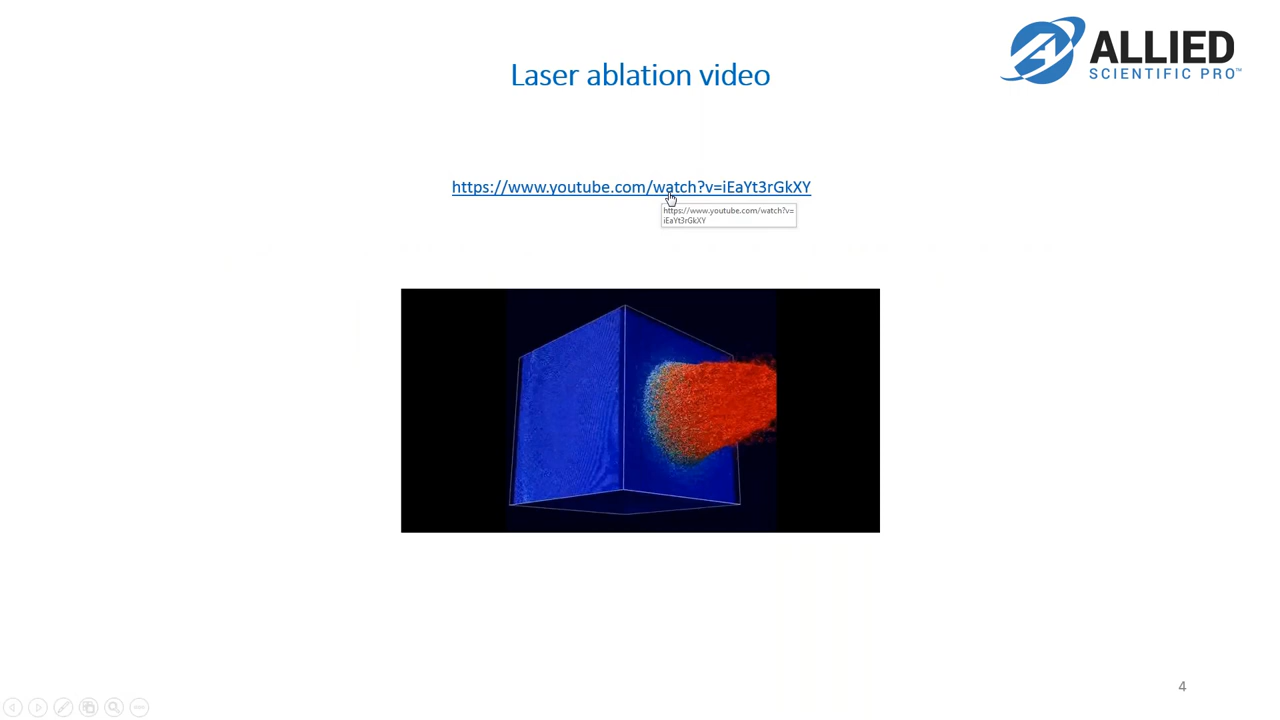 ALLIED
SCIENTIFIC PRO™
Laser ablation video
https://www.youtube.com/watch?v=iEaYt3rGkXY
https://www.youtube.com/watch?v=
iEaYt3rGkXY
4